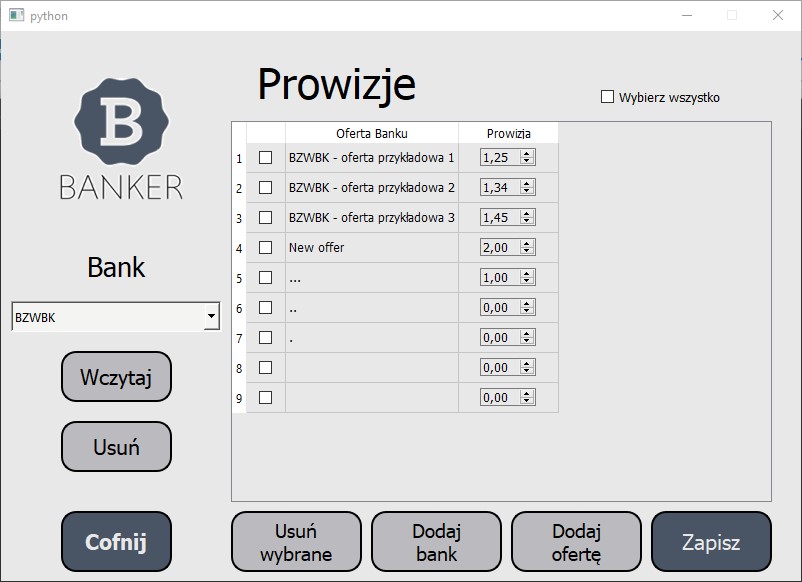 python
Prowizje
Wybierz wszystko
B
BANKER
Bank
BZWBK
Wczytaj
Usuń
Cofnij
Oferta Banku Prowizja
1 BZWBK - oferta przykładowa 1 1,25
2 BZWBK - oferta przykładowa 2 1,34
3 BZWBK - oferta przykładowa 3 1,45
4 New offer 2,00
5 ... 1,00
6 .. 0,00
7 . 0,00
8 0,00
9 0,00
Usuń
wybrane
Dodaj
bank
Dodaj
ofertę
Zapisz